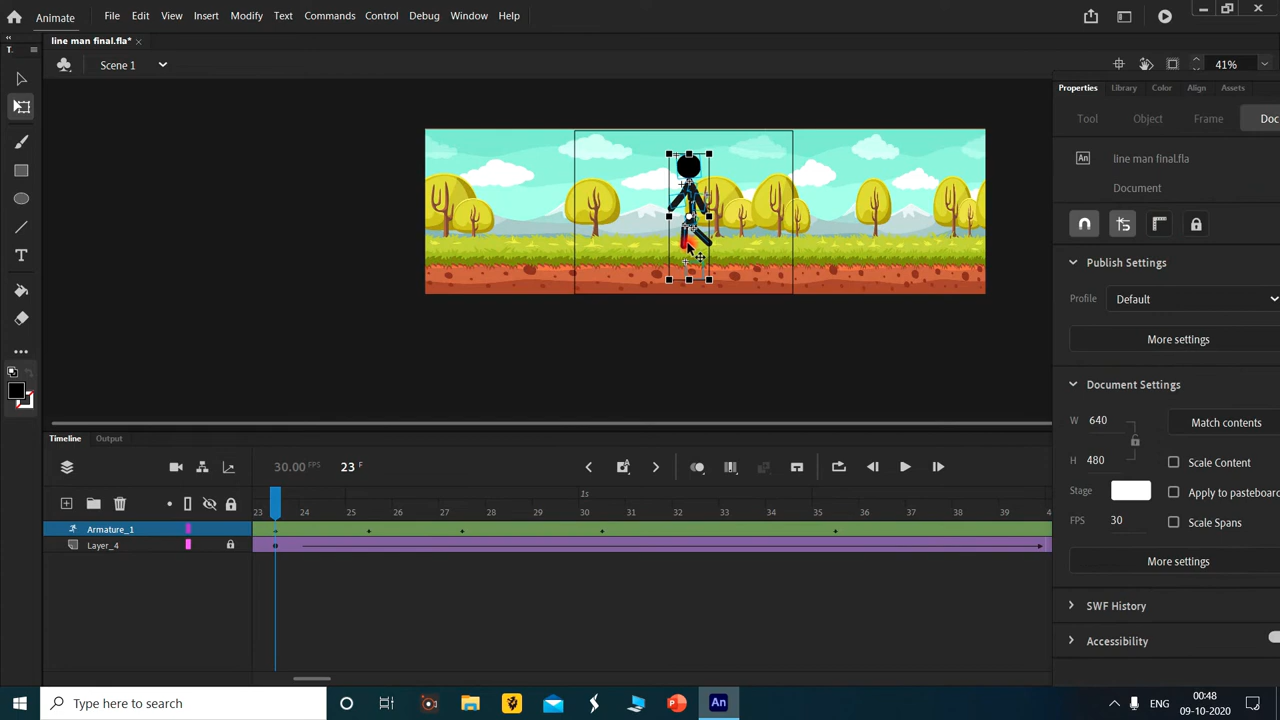 Animate File Edit View Insert Modify Text Commands Control Debug Window Help
line man final.fla*
Scene 1 41%
Properties Library Color Align Assets
Tool Object Frame Doc
An line man final.fla
Document
Publish Settings
Profile Default
More settings
Document Settings
W 640 Match contents
H 480 Scale Content
Stage Apply to pasteboard
FPS 30 Scale Spans
More settings
SWF History
Accessibility
Timeline Output
30.00 FPS 23 F
1s
23 24 25 26 27 28 29 30 31 32 33 34 35 36 37 38 39 4
Armature_1
Layer_4
Type here to search An ENG 00:48
09-10-2020